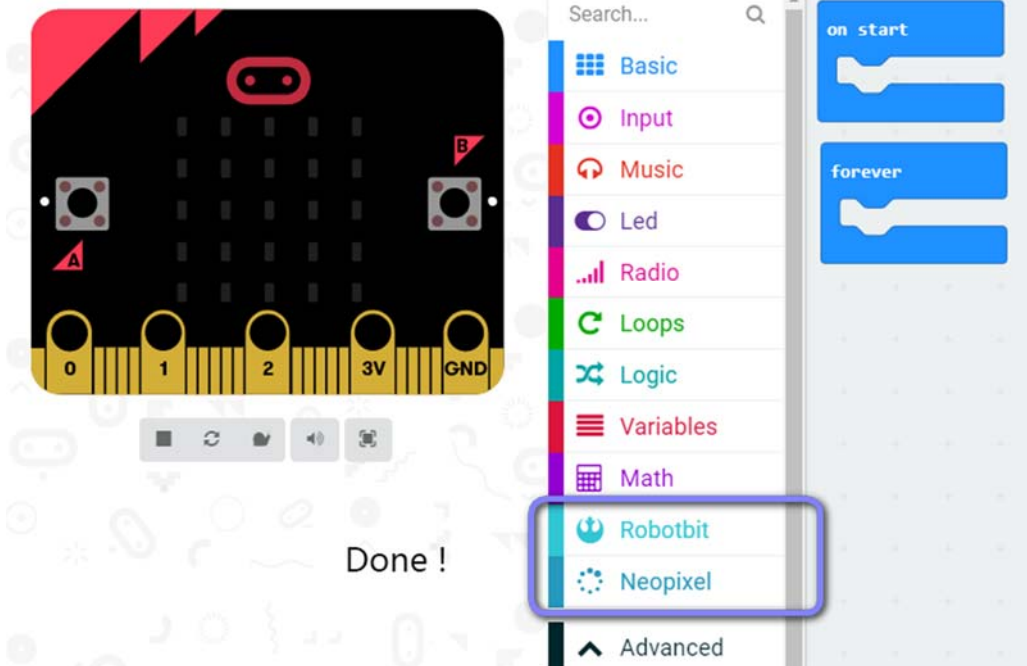 B
A
0
1
2
3V
GND
Done !
Search...
Basic
Input
Music
Led
Radio
Loops
Logic
Variables
Math
Robotbit
Neopixel
Advanced
on start
forever